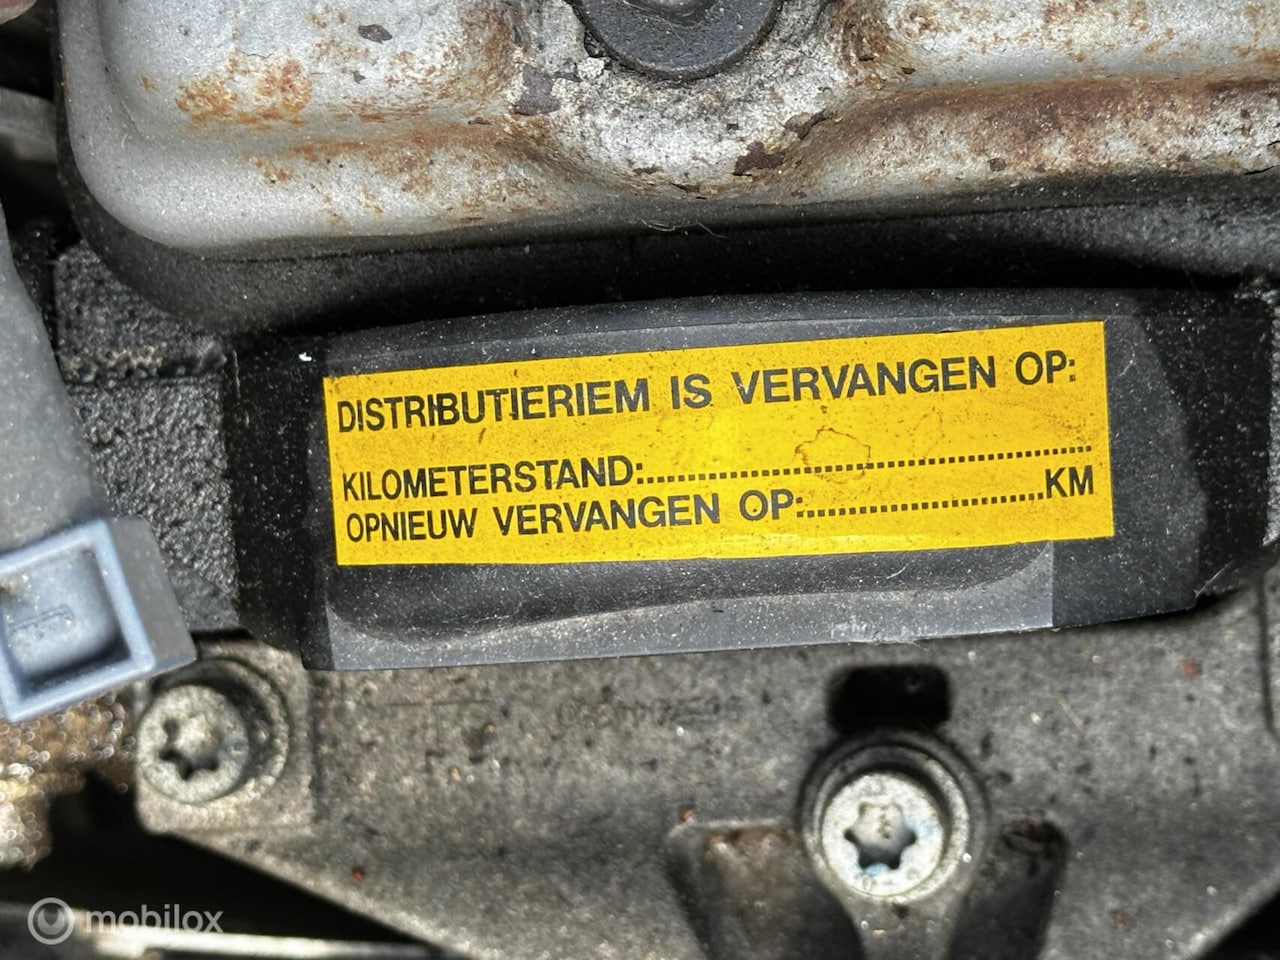 DISTRIBUTIERIEM IS VERVANGEN OP:
KILOMETERSTAND:..........................................
OPNIEUW VERVANGEN OP:........................KM
mobilox